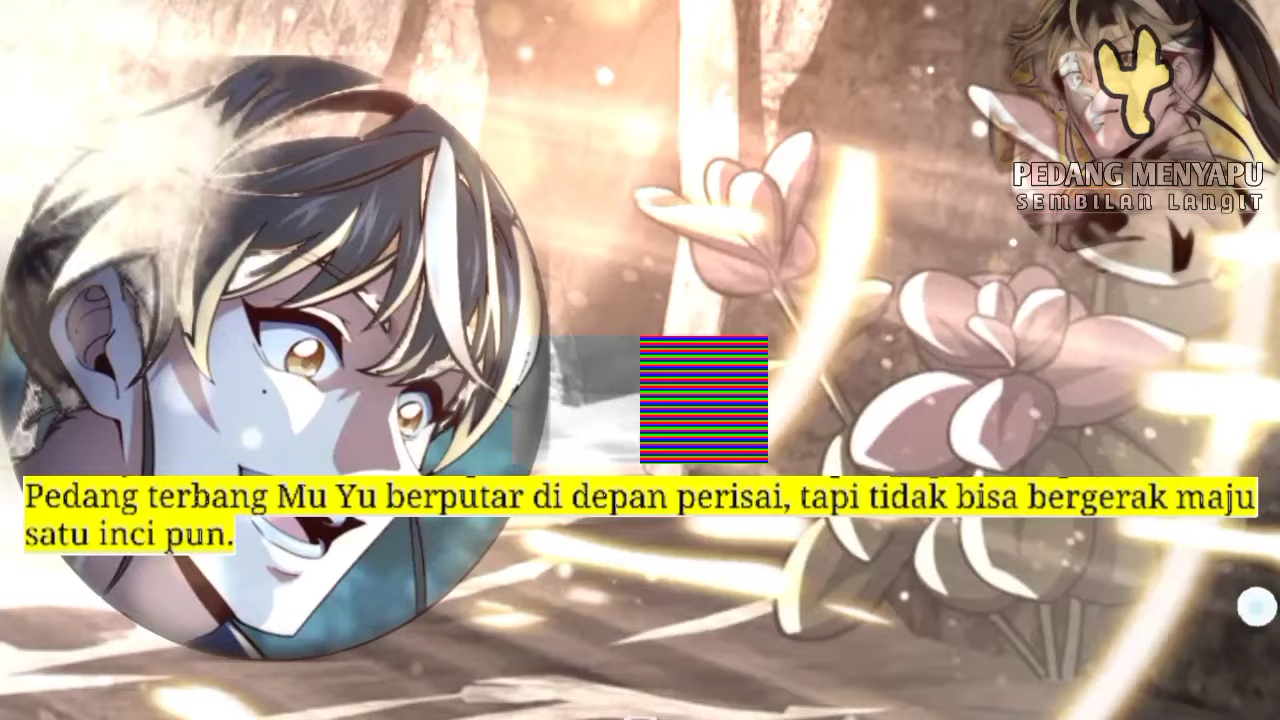 PEDANG MENYAPU
SEMBILAN LANGIT
Pedang terbang Mu Yu berputar di depan perisai, tapi tidak bisa bergerak maju
satu inci pun.